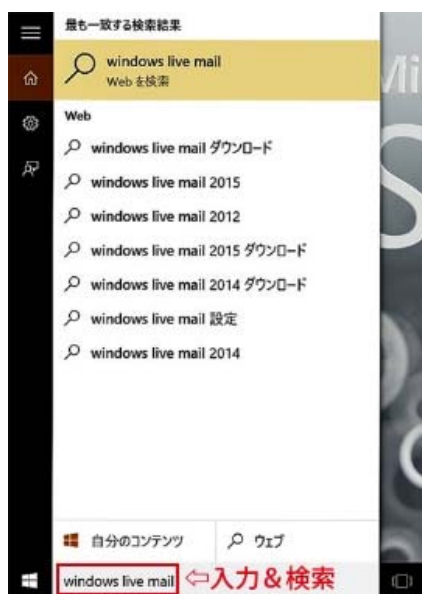 最も一致する検索結果
windows live mail
Web を検索
Web
windows live mail ダウンロード
windows live mail 2015
windows live mail 2012
windows live mail 2015 ダウンロード
windows live mail 2014 ダウンロード
windows live mail 設定
windows live mail 2014
自分のコンテンツ
ウェブ
windows live mail ⇦入力&検索
Mi
S